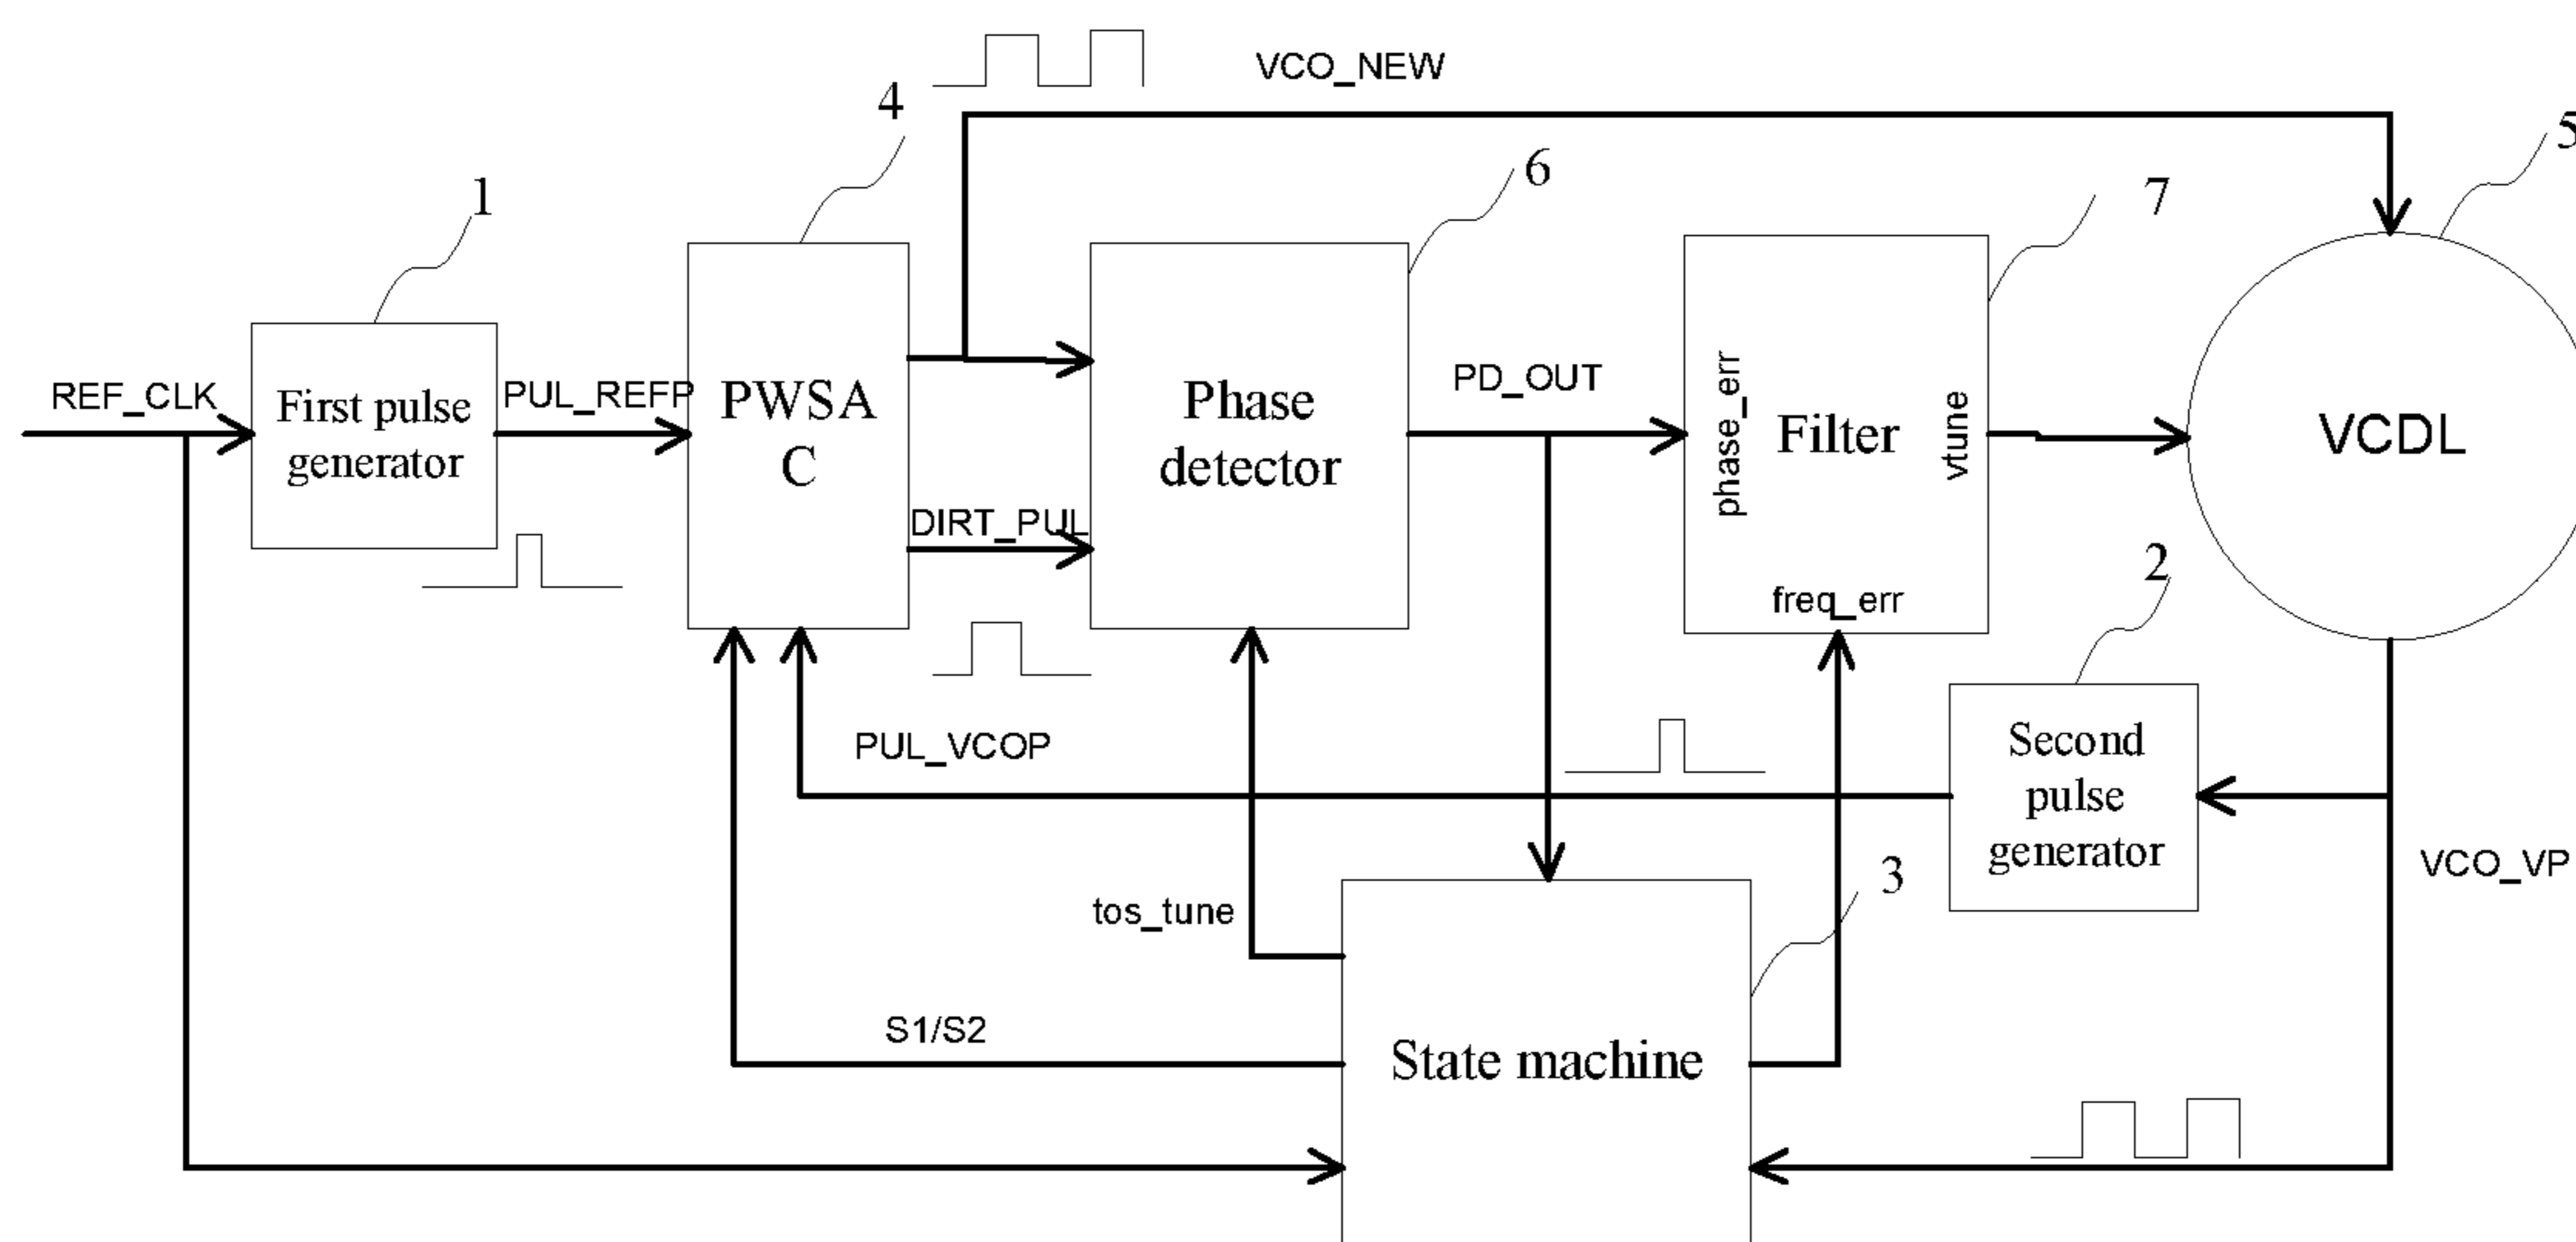 VCO_NEW
4
5
6
1
7
REF_CLK
First pulse
generator
PUL_REFP
PWSA
C
DIRT_PUL
Phase
detector
PD_OUT
phase_err
Filter
vtune
freq_err
VCDL
2
Second
pulse
generator
PUL_VCOP
VCO_VP
3
tos_tune
S1/S2
State machine